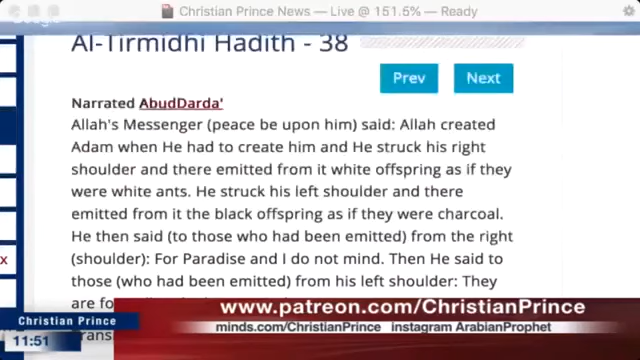 Christian Prince News — Live @ 151.5% — Ready
Al-Tirmidhi Hadith - 38
Prev Next
Narrated AbudDarda'
Allah's Messenger (peace be upon him) said: Allah created
Adam when He had to create him and He struck his right
shoulder and there emitted from it white offspring as if they
were white ants. He struck his left shoulder and there
emitted from it the black offspring as if they were charcoal.
He then said (to those who had been emitted) from the right
(shoulder): For Paradise and I do not mind. Then He said to
those (who had been emitted) from his left shoulder: They
are fo
x
www.patreon.com/ChristianPrince
Christian Prince
minds.com/ChristianPrince instagram ArabianProphet
11:51